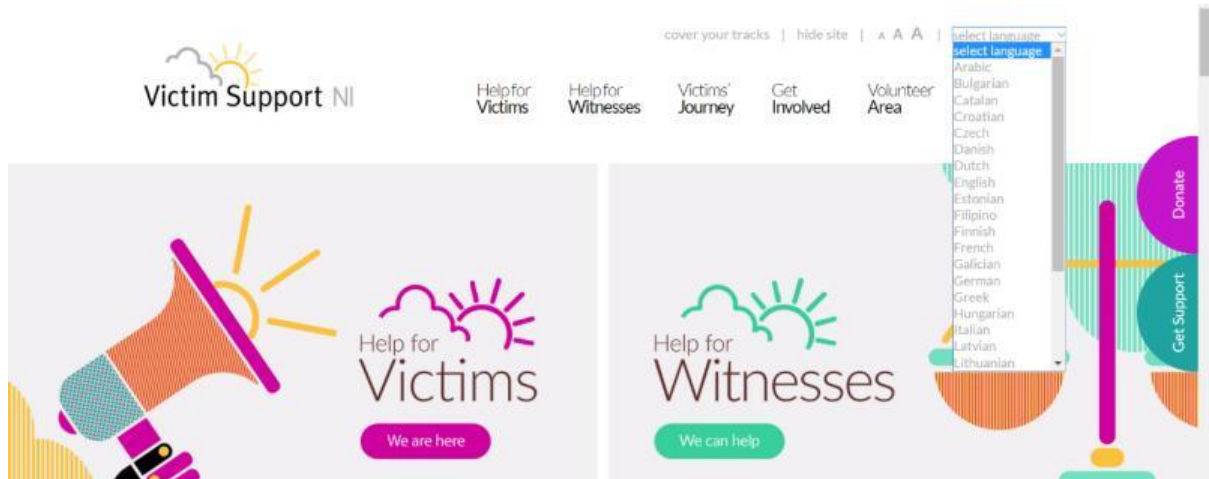 cover your tracks | hide site | A A A | select language
select language
Arabic
Bulgarian
Catalan
Croatian
Czech
Danish
Dutch
English
Estonian
Filipino
Finnish
French
Galician
German
Greek
Hungarian
Italian
Latvian
Lithuanian
Victim Support NI
Help for Victims
Help for Witnesses
Victims' Journey
Get Involved
Volunteer Area
Help for
Victims
We are here
Help for
Witnesses
We can help
Donate
Get Support